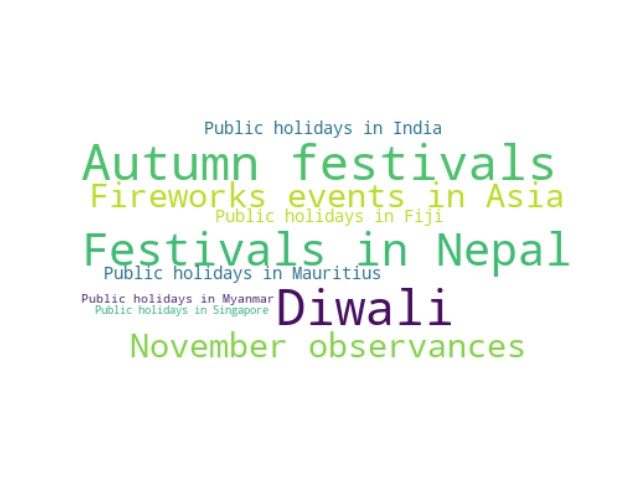 Public holidays in India
Autumn festivals
Fireworks events in Asia
Public holidays in Fiji
Festivals in Nepal
Public holidays in Mauritius
Public holidays in Myanmar
Diwali
Public holidays in Singapore
November observances